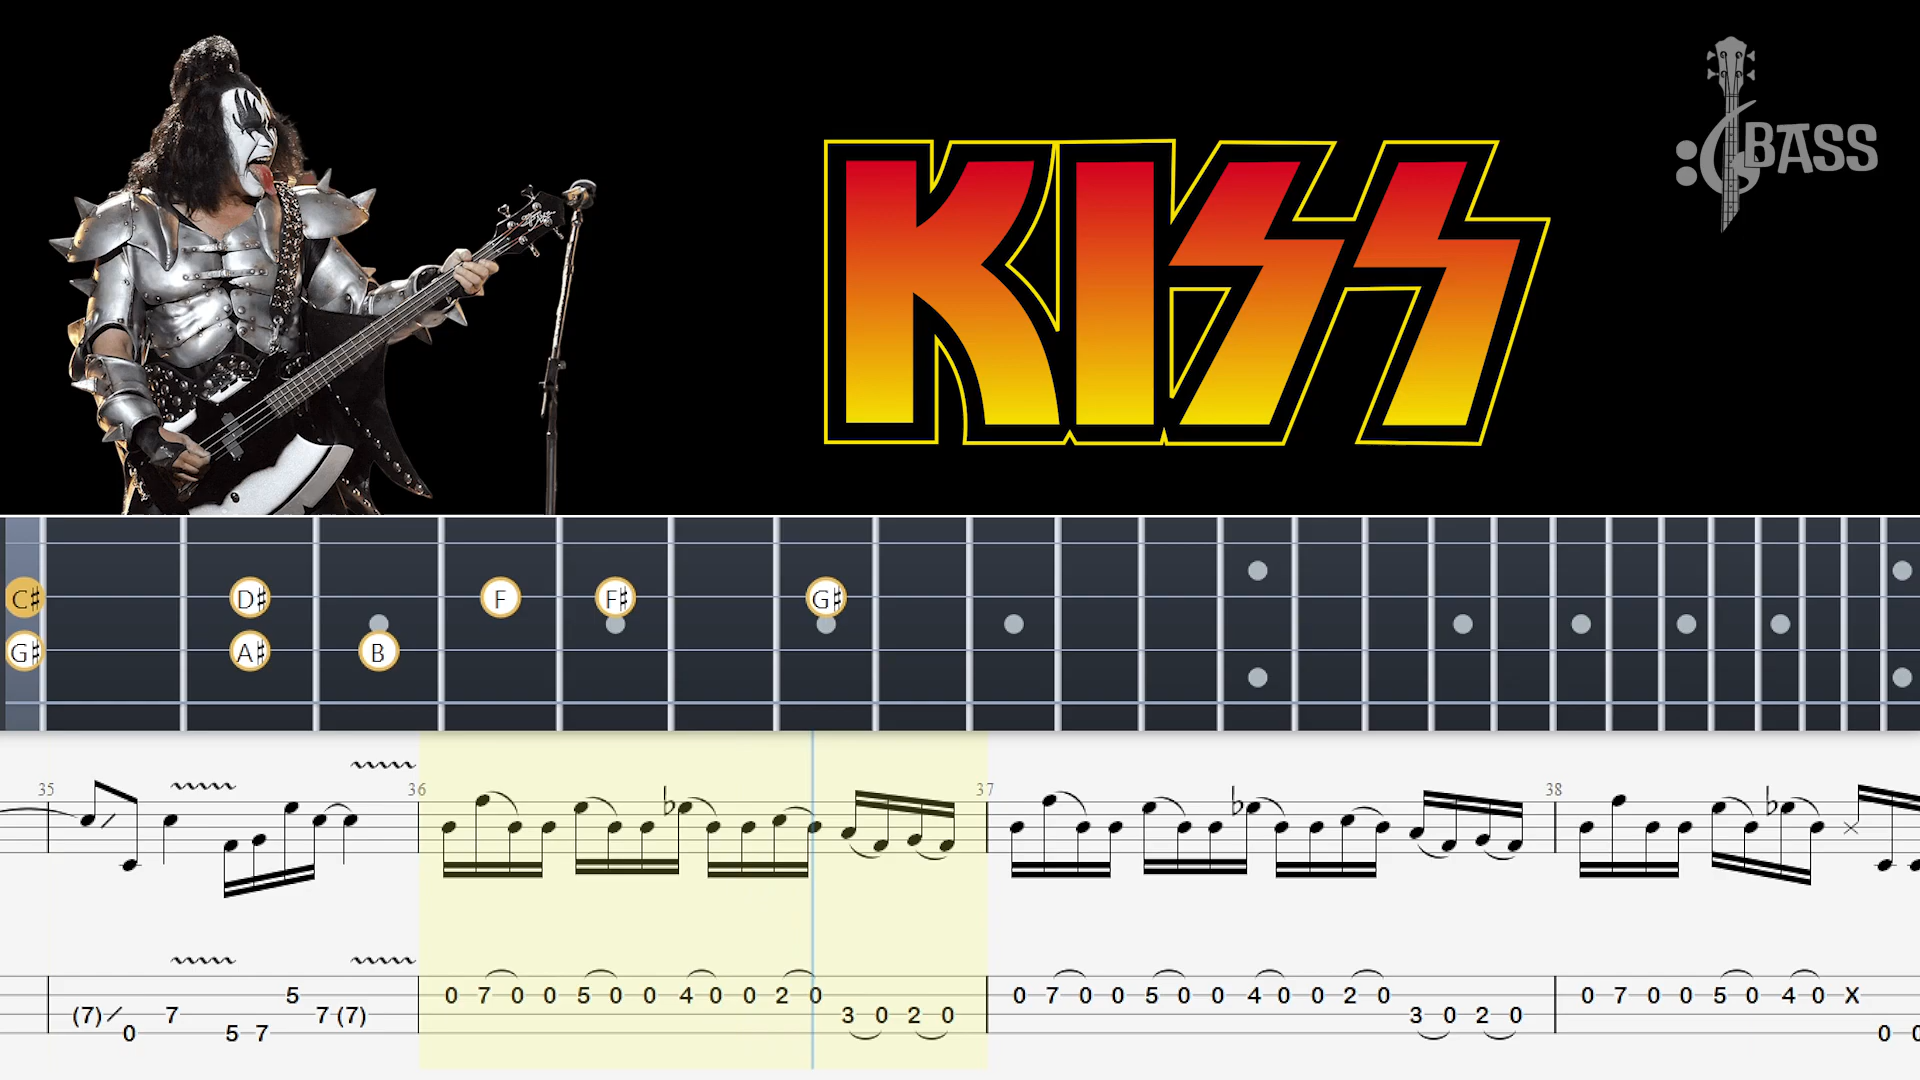 KISS
BASS
C♯ D♯ F F♯ G♯
G♯ A♯ B
35 36 37 38
5 0 7 0 0 5 0 0 4 0 0 2 0 0 7 0 0 5 0 0 4 0 0 2 0 0 7 0 0 5 0 4 0 X
(7) 7 7 (7) 3 0 2 0 3 0 2 0
0 5 7 0 0